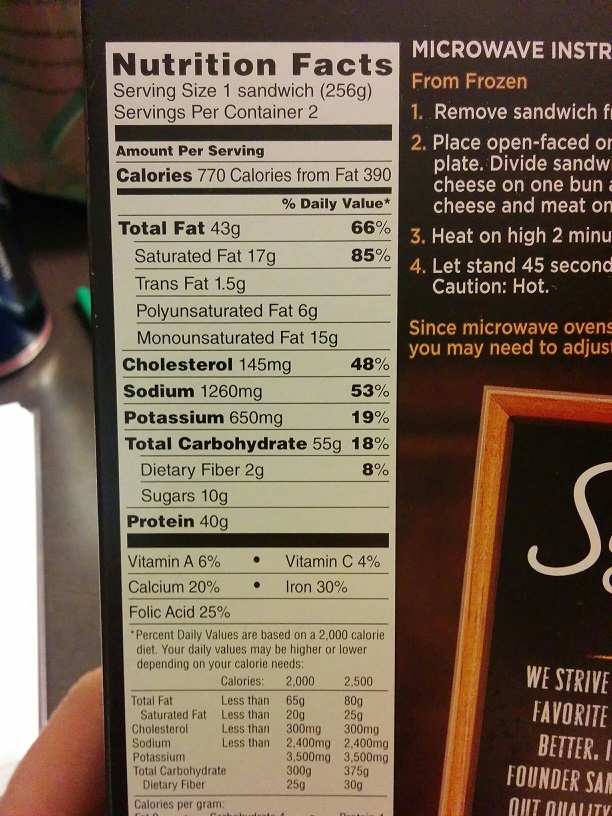 Nutrition Facts
Serving Size 1 sandwich (256g)
Servings Per Container 2
Amount Per Serving
Calories 770 Calories from Fat 390
% Daily Value*
Total Fat 43g 66%
Saturated Fat 17g 85%
Trans Fat 1.5g
Polyunsaturated Fat 6g
Monounsaturated Fat 15g
Cholesterol 145mg 48%
Sodium 1260mg 53%
Potassium 650mg 19%
Total Carbohydrate 55g 18%
Dietary Fiber 2g 8%
Sugars 10g
Protein 40g
Vitamin A 6% • Vitamin C 4%
Calcium 20% • Iron 30%
Folic Acid 25%
*Percent Daily Values are based on a 2,000 calorie
diet. Your daily values may be higher or lower
depending on your calorie needs:
Calories: 2,000 2,500
Total Fat Less than 65g 80g
Saturated Fat Less than 20g 25g
Cholesterol Less than 300mg 300mg
Sodium Less than 2,400mg 2,400mg
Potassium 3,500mg 3,500mg
Total Carbohydrate 300g 375g
Dietary Fiber 25g 30g
Calories per gram:
MICROWAVE INSTR
From Frozen
1. Remove sandwich f
2. Place open-faced or
plate. Divide sandw
cheese on one bun a
cheese and meat on
3. Heat on high 2 minu
4. Let stand 45 second
Caution: Hot.
Since microwave ovens
you may need to adjust
WE STRIVE
FAVORITE
BETTER.
FOUNDER SAM
OUT QUALITY